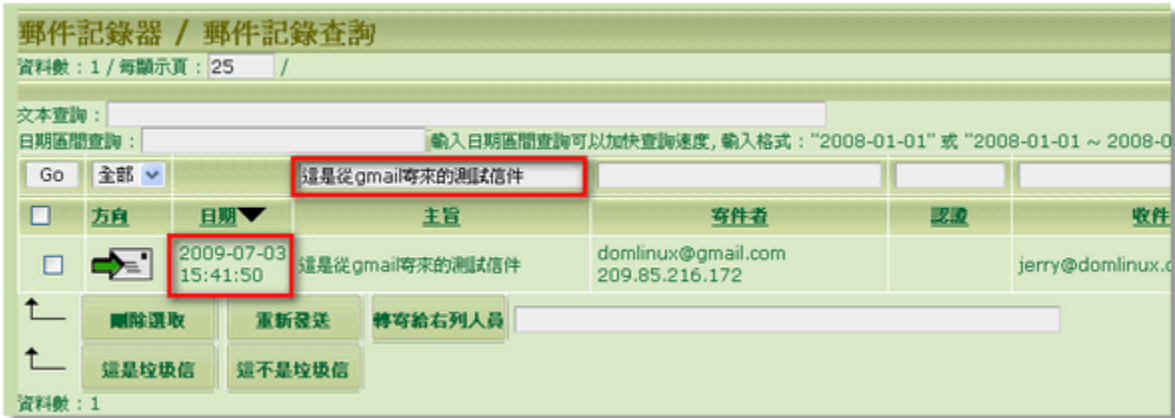 郵件記錄器 / 郵件記錄查詢
資料數：1 / 每顯示頁：25 /
文本查詢：
日期區間查詢： 輸入日期區間查詢可以加快查詢速度, 輸入格式："2008-01-01" 或 "2008-01-01 ~ 2008-0
Go 全部 這是從gmail寄來的測試信件
方向 日期 主旨 寄件者 認證 收件
2009-07-03 這是從gmail寄來的測試信件 domlinux@gmail.com jerry@domlinux.c
15:41:50 209.85.216.172
刪除選取 重新發送 轉寄給右列人員
這是垃圾信 這不是垃圾信
資料數：1